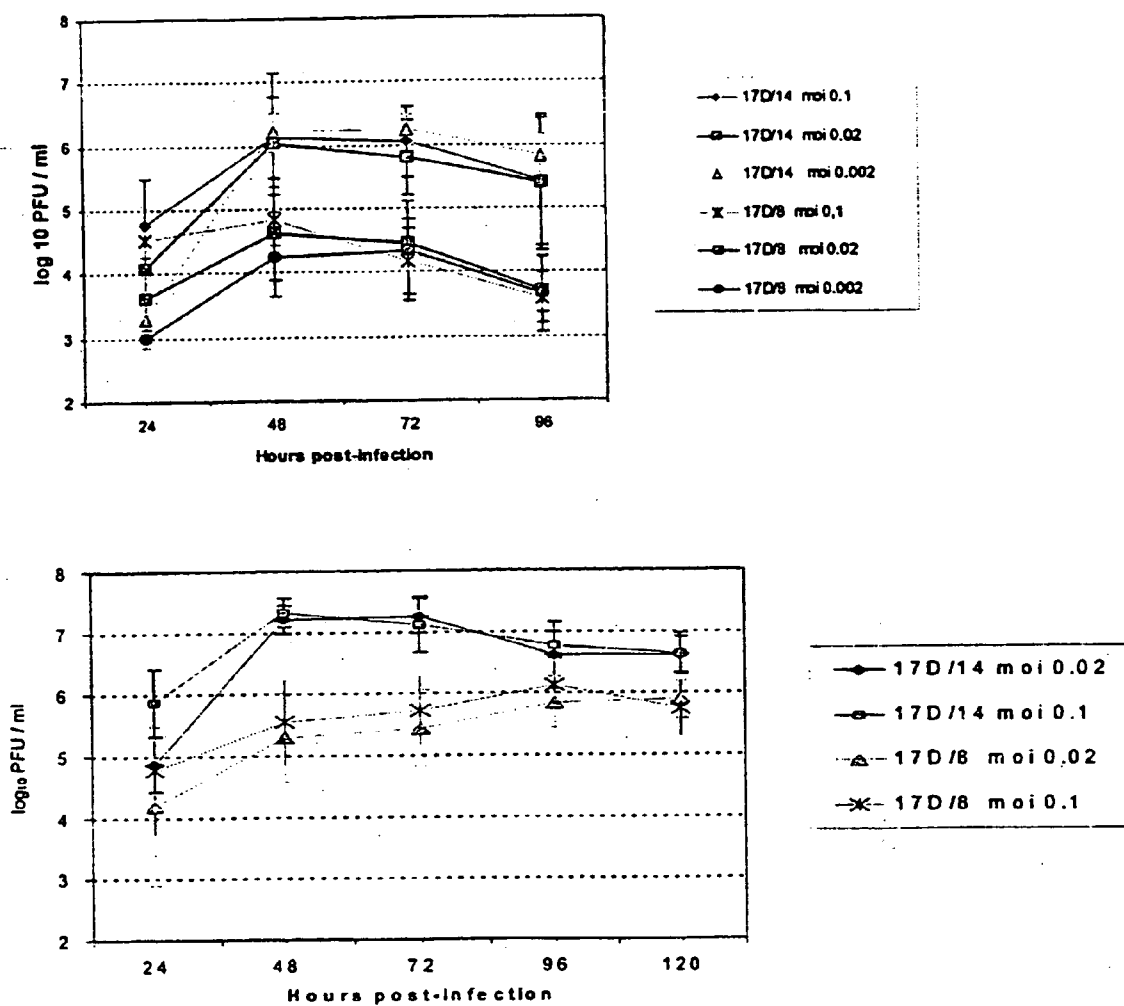 8
7
6
5
4
3
2
log 10 PFU / ml
24 48 72 96
Hours post-infection
17D/14 moi 0.1
17D/14 moi 0.02
17D/14 moi 0.002
17D/8 moi 0,1
17D/8 moi 0.02
17D/8 moi 0.002
8
7
6
5
4
3
2
log₁₀ PFU / ml
24 48 72 96 120
Hours post-infection
17D/14 moi 0.02
17D/14 moi 0.1
17D/8 moi 0.02
17D/8 moi 0.1